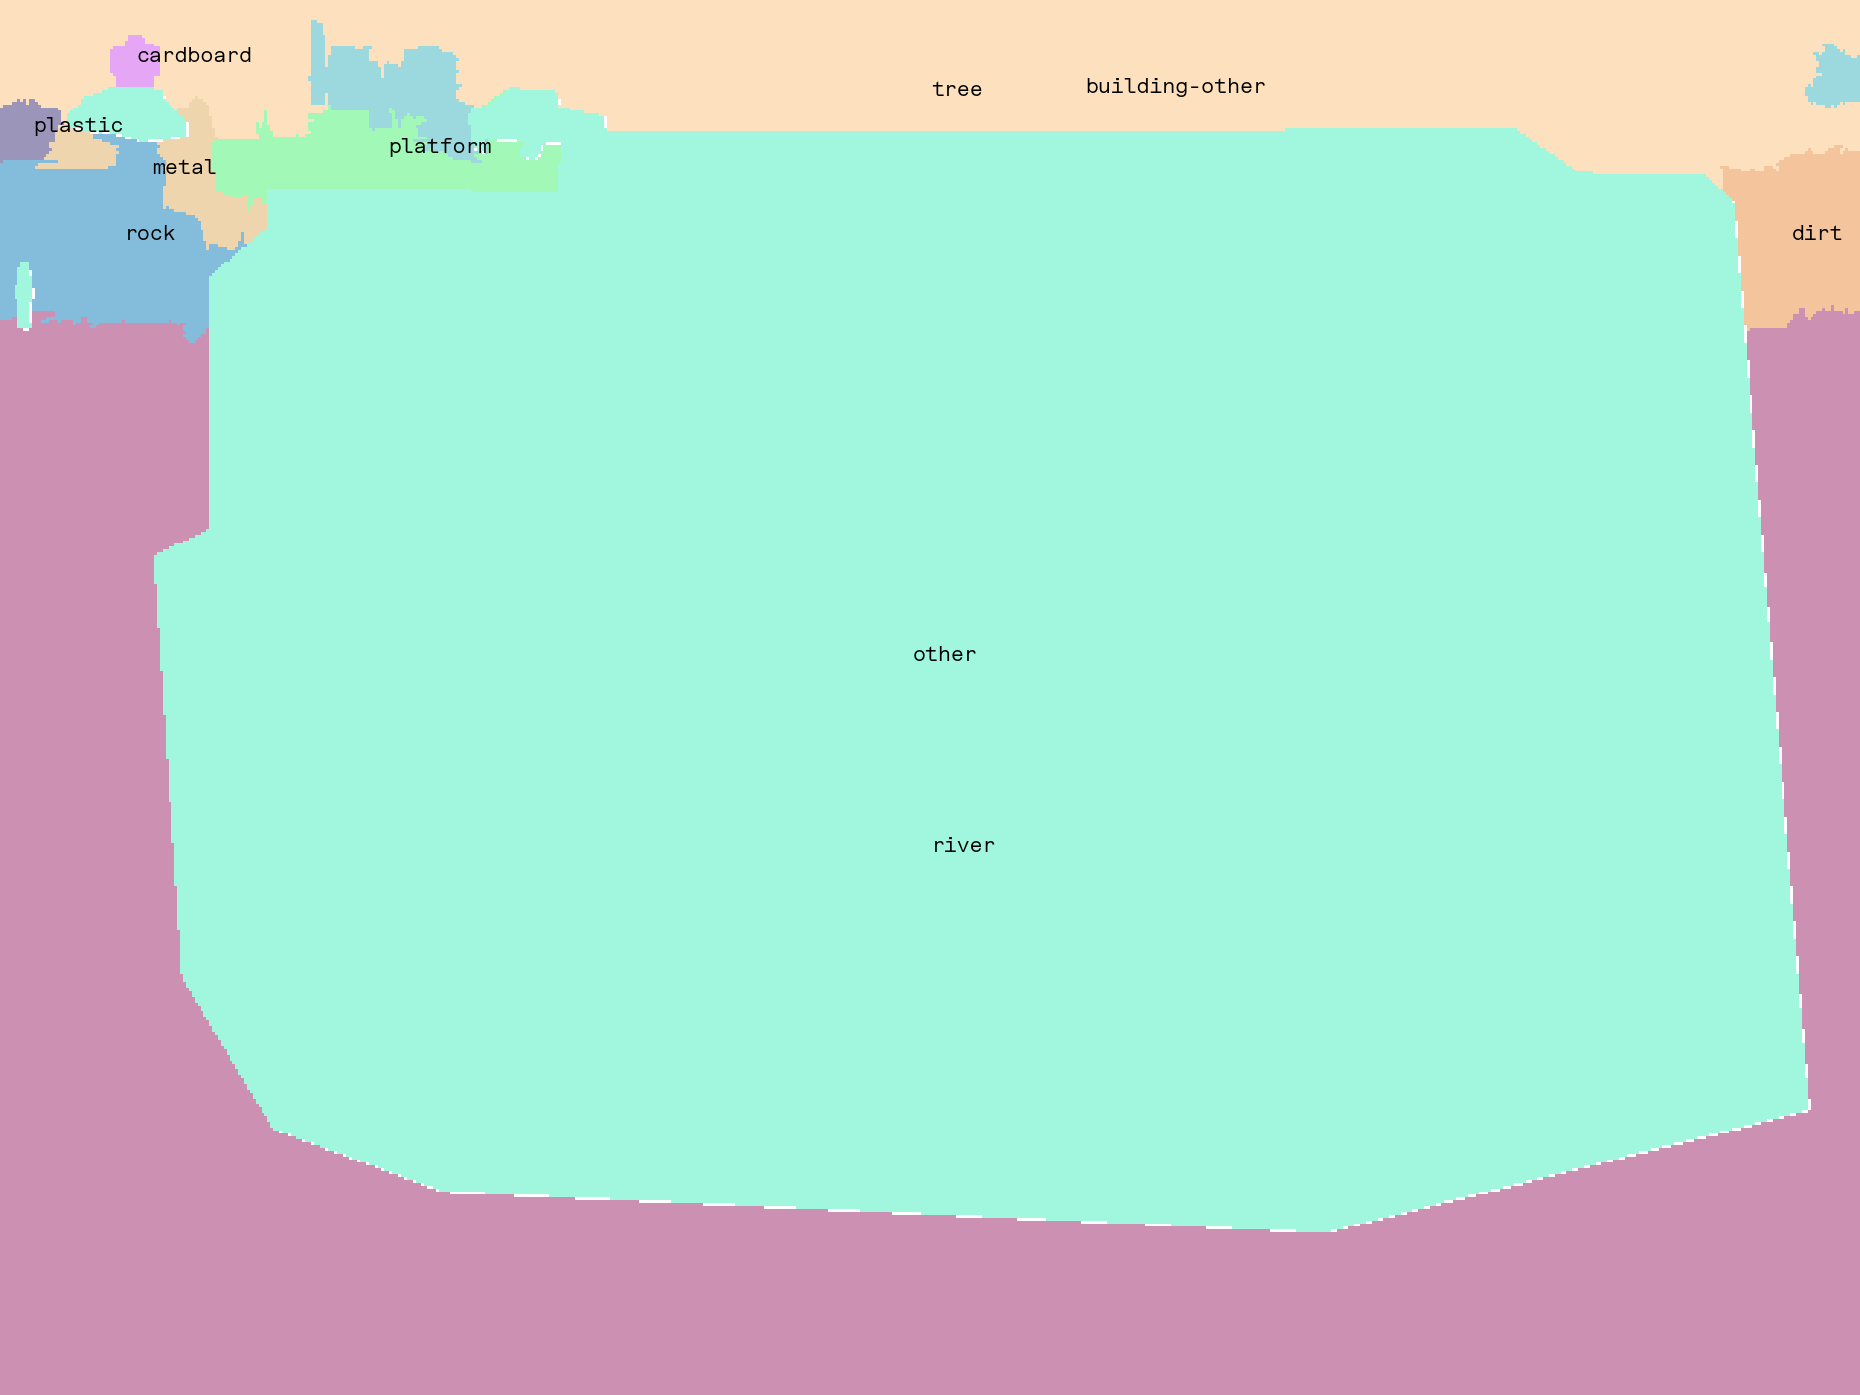 cardboard
tree
building-other
plastic
platform
metal
rock
dirt
other
river